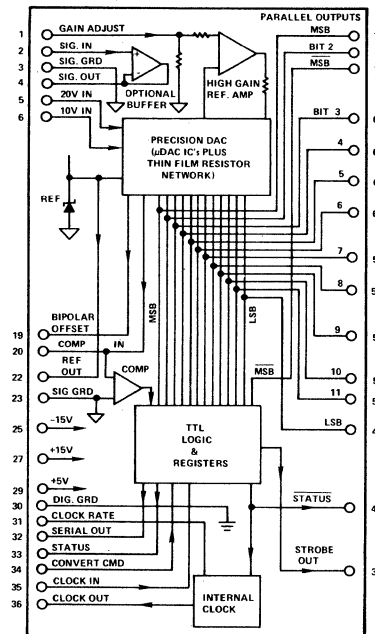 PARALLEL OUTPUTS
1 GAIN ADJUST
MSB
2 SIG. IN
BIT 2
3 SIG. GRD
MSB
4 SIG. OUT
OPTIONAL
BUFFER
HIGH GAIN
REF. AMP
5 20V IN
6 10V IN
BIT 3
PRECISION DAC
(μDAC IC's PLUS
THIN FILM RESISTOR
NETWORK)
4
5
6
REF
7
8
9
MSB
LSB
19 BIPOLAR
OFFSET
20 COMP IN
10
22 REF
OUT
MSB
11
COMP
23 SIG GRD
LSB
25 -15V
27 +15V
TTL
LOGIC
&
REGISTERS
29 +5V
30 DIG. GRD
STATUS
31 CLOCK RATE
32 SERIAL OUT
33 STATUS
STROBE
OUT
34 CONVERT CMD
35 CLOCK IN
INTERNAL
CLOCK
36 CLOCK OUT